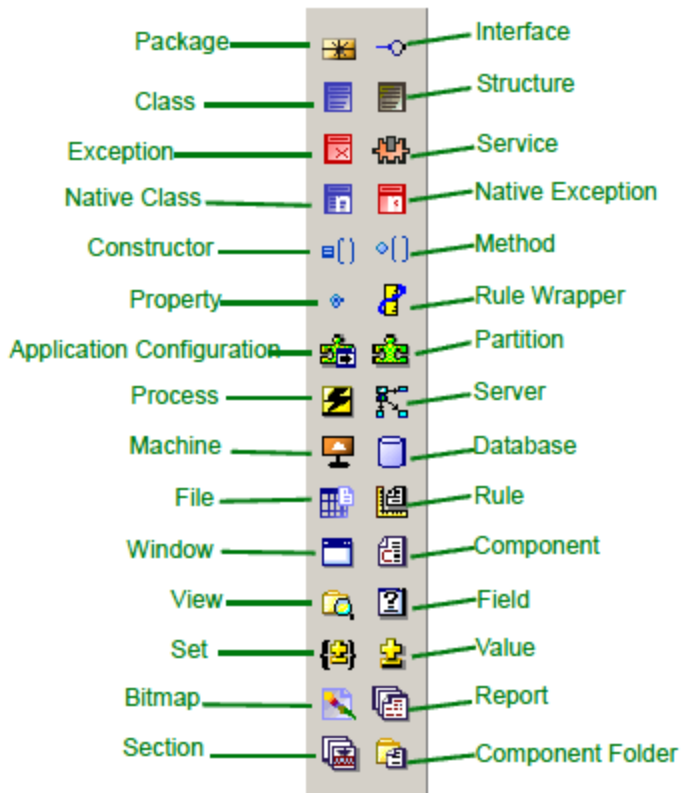 Package
Interface
Class
Structure
Exception
Service
Native Class
Native Exception
Constructor
Method
Property
Rule Wrapper
Application Configuration
Partition
Process
Server
Machine
Database
File
Rule
Window
Component
View
Field
Set
Value
Bitmap
Report
Section
Component Folder